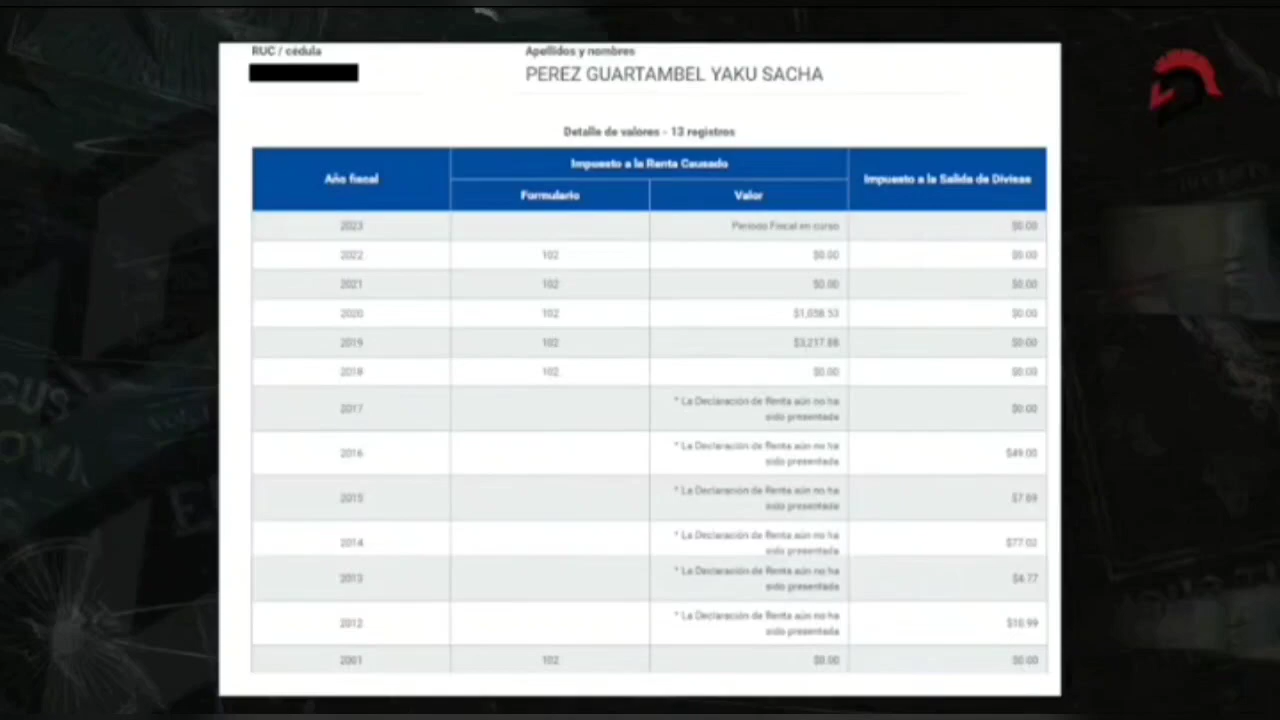 RUC / cédula Apellidos y nombres
PEREZ GUARTAMBEL YAKU SACHA
Detalle de valores - 13 registros
Año fiscal Impuesto a la Renta Causado Impuesto a la Salida de Divisas
Formulario Valor
2023 Periodo Fiscal en curso $0.00
2022 102 $0.00 $0.00
2021 102 $0.00 $0.00
2020 102 $1,058.53 $0.00
2019 102 $3,217.88 $0.00
2018 102 $0.00 $0.00
2017 * La Declaración de Renta aún no ha $0.00
sido presentada
2016 * La Declaración de Renta aún no ha $49.00
sido presentada
2015 * La Declaración de Renta aún no ha $7.69
sido presentada
2014 * La Declaración de Renta aún no ha $77.02
sido presentada
2013 * La Declaración de Renta aún no ha $4.77
sido presentada
2012 * La Declaración de Renta aún no ha $10.99
sido presentada
2001 102 $0.00 $0.00